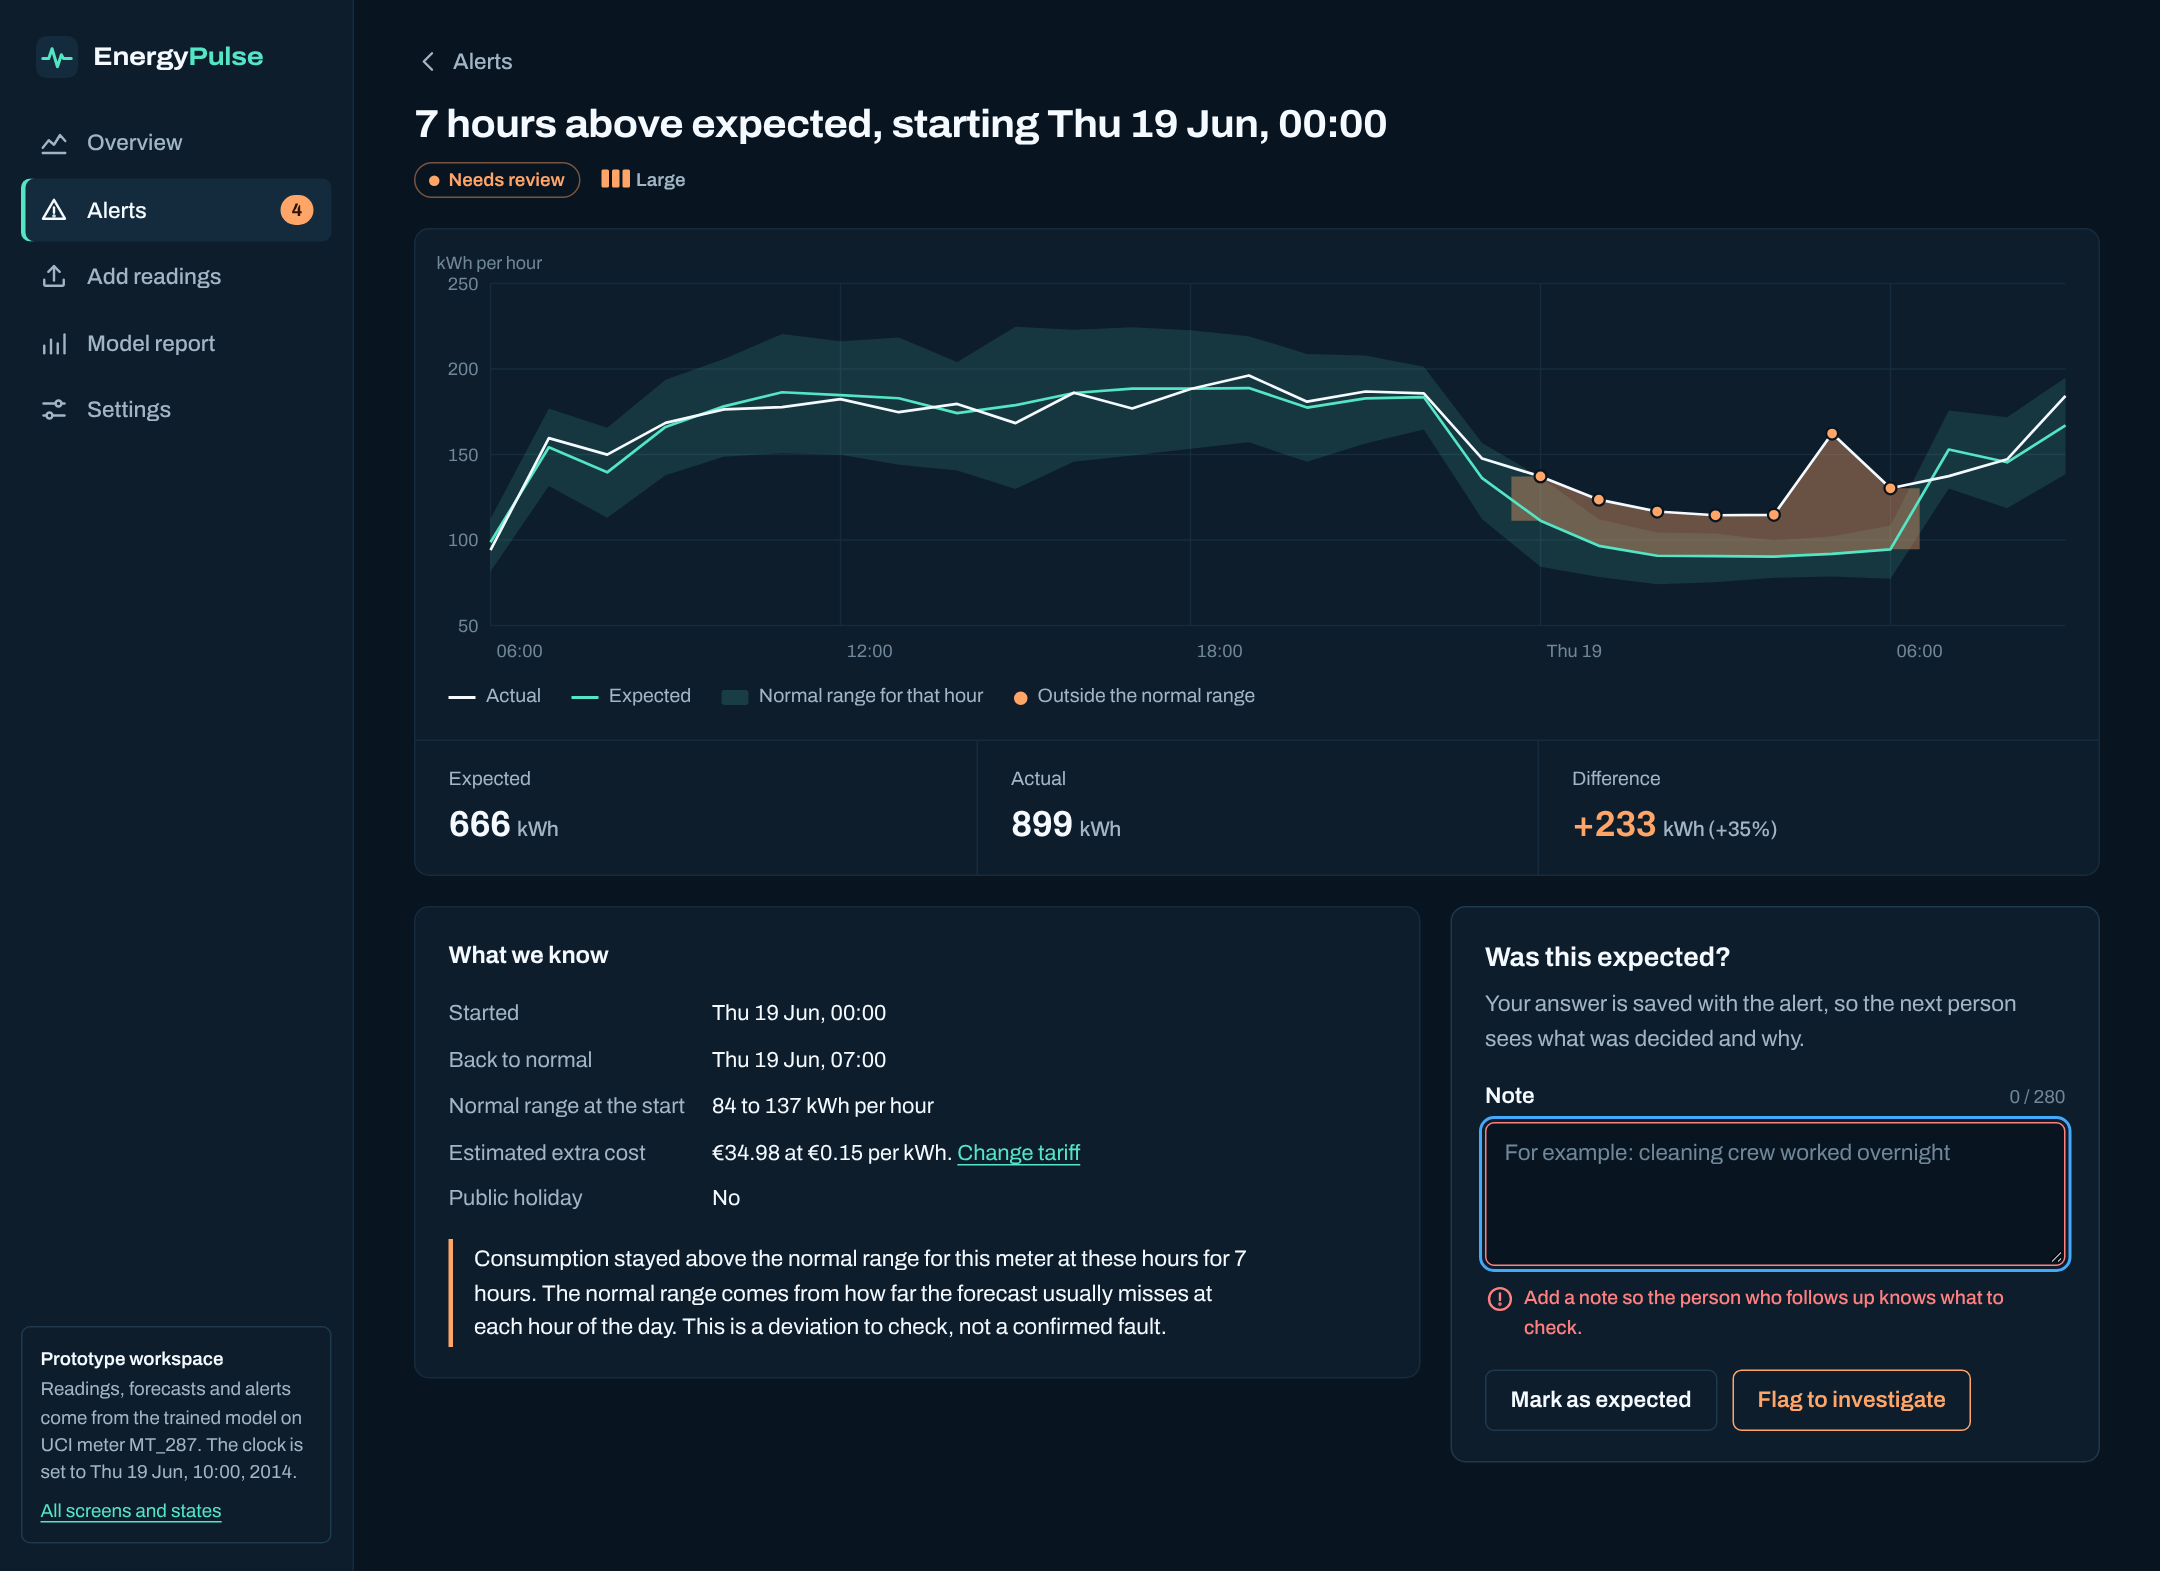 EnergyPulse
Overview
Alerts
4
Add readings
Model report
Settings
Prototype workspace
Readings, forecasts and alerts
come from the trained model on
UCI meter MT_287. The clock is
set to Thu 19 Jun, 10:00, 2014.
All screens and states
Alerts
7 hours above expected, starting Thu 19 Jun, 00:00
Needs review
Large
kWh per hour
250
200
150
100
50
06:00
12:00
18:00
Thu 19
06:00
Actual
Expected
Normal range for that hour
Outside the normal range
Expected
666 kWh
Actual
899 kWh
Difference
+233 kWh (+35%)
What we know
Started
Thu 19 Jun, 00:00
Back to normal
Thu 19 Jun, 07:00
Normal range at the start
84 to 137 kWh per hour
Estimated extra cost
€34.98 at €0.15 per kWh. Change tariff
Public holiday
No
Consumption stayed above the normal range for this meter at these hours for 7
hours. The normal range comes from how far the forecast usually misses at
each hour of the day. This is a deviation to check, not a confirmed fault.
Was this expected?
Your answer is saved with the alert, so the next person
sees what was decided and why.
Note
0 / 280
For example: cleaning crew worked overnight
Add a note so the person who follows up knows what to
check.
Mark as expected
Flag to investigate